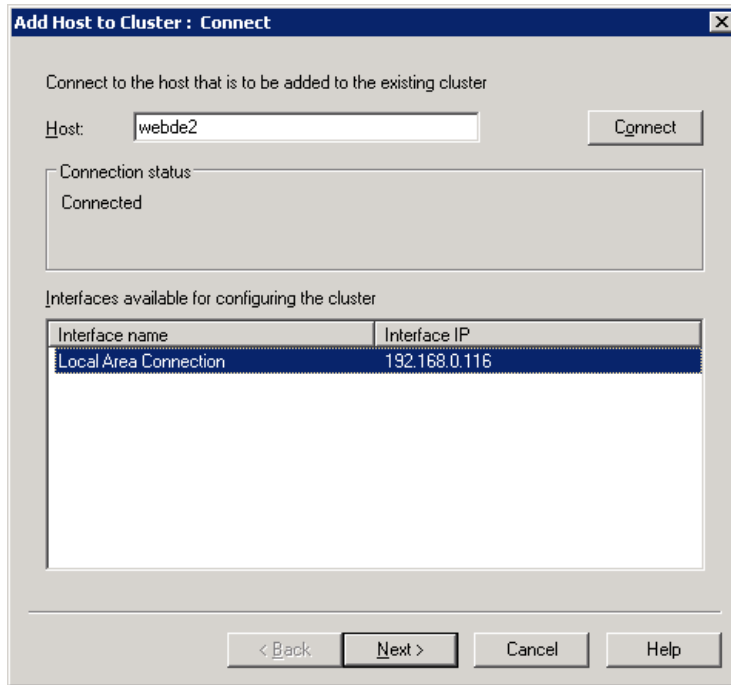 Add Host to Cluster : Connect
Connect to the host that is to be added to the existing cluster
Host: webde2 Connect
Connection status
Connected
Interfaces available for configuring the cluster
Interface name Interface IP
Local Area Connection 192.168.0.116
< Back Next > Cancel Help